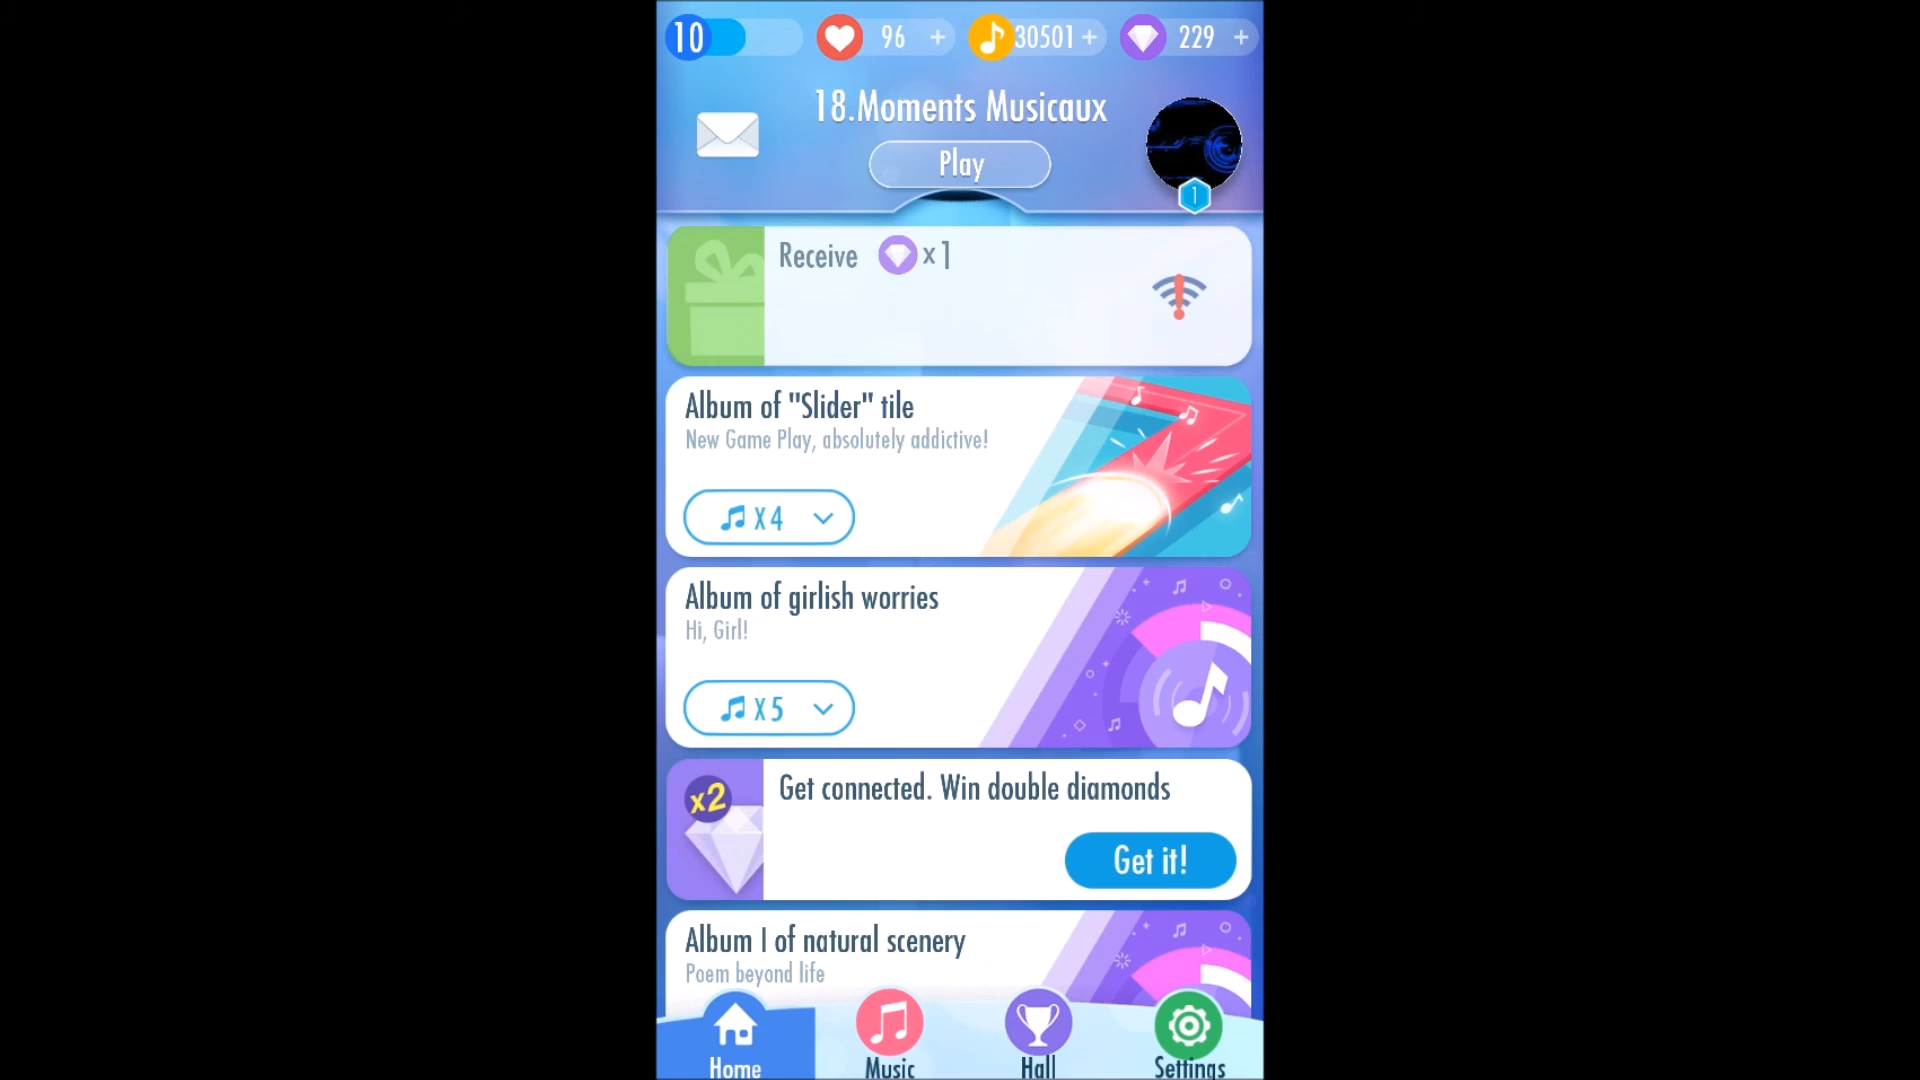 10 96 + 30501 + 229 +
18.Moments Musicaux
Play
1
Receive x1
Album of "Slider" tile
New Game Play, absolutely addictive!
X4
Album of girlish worries
Hi, Girl!
X5
x2
Get connected. Win double diamonds
Get it!
Album I of natural scenery
Poem beyond life
Home Music Hall Settings